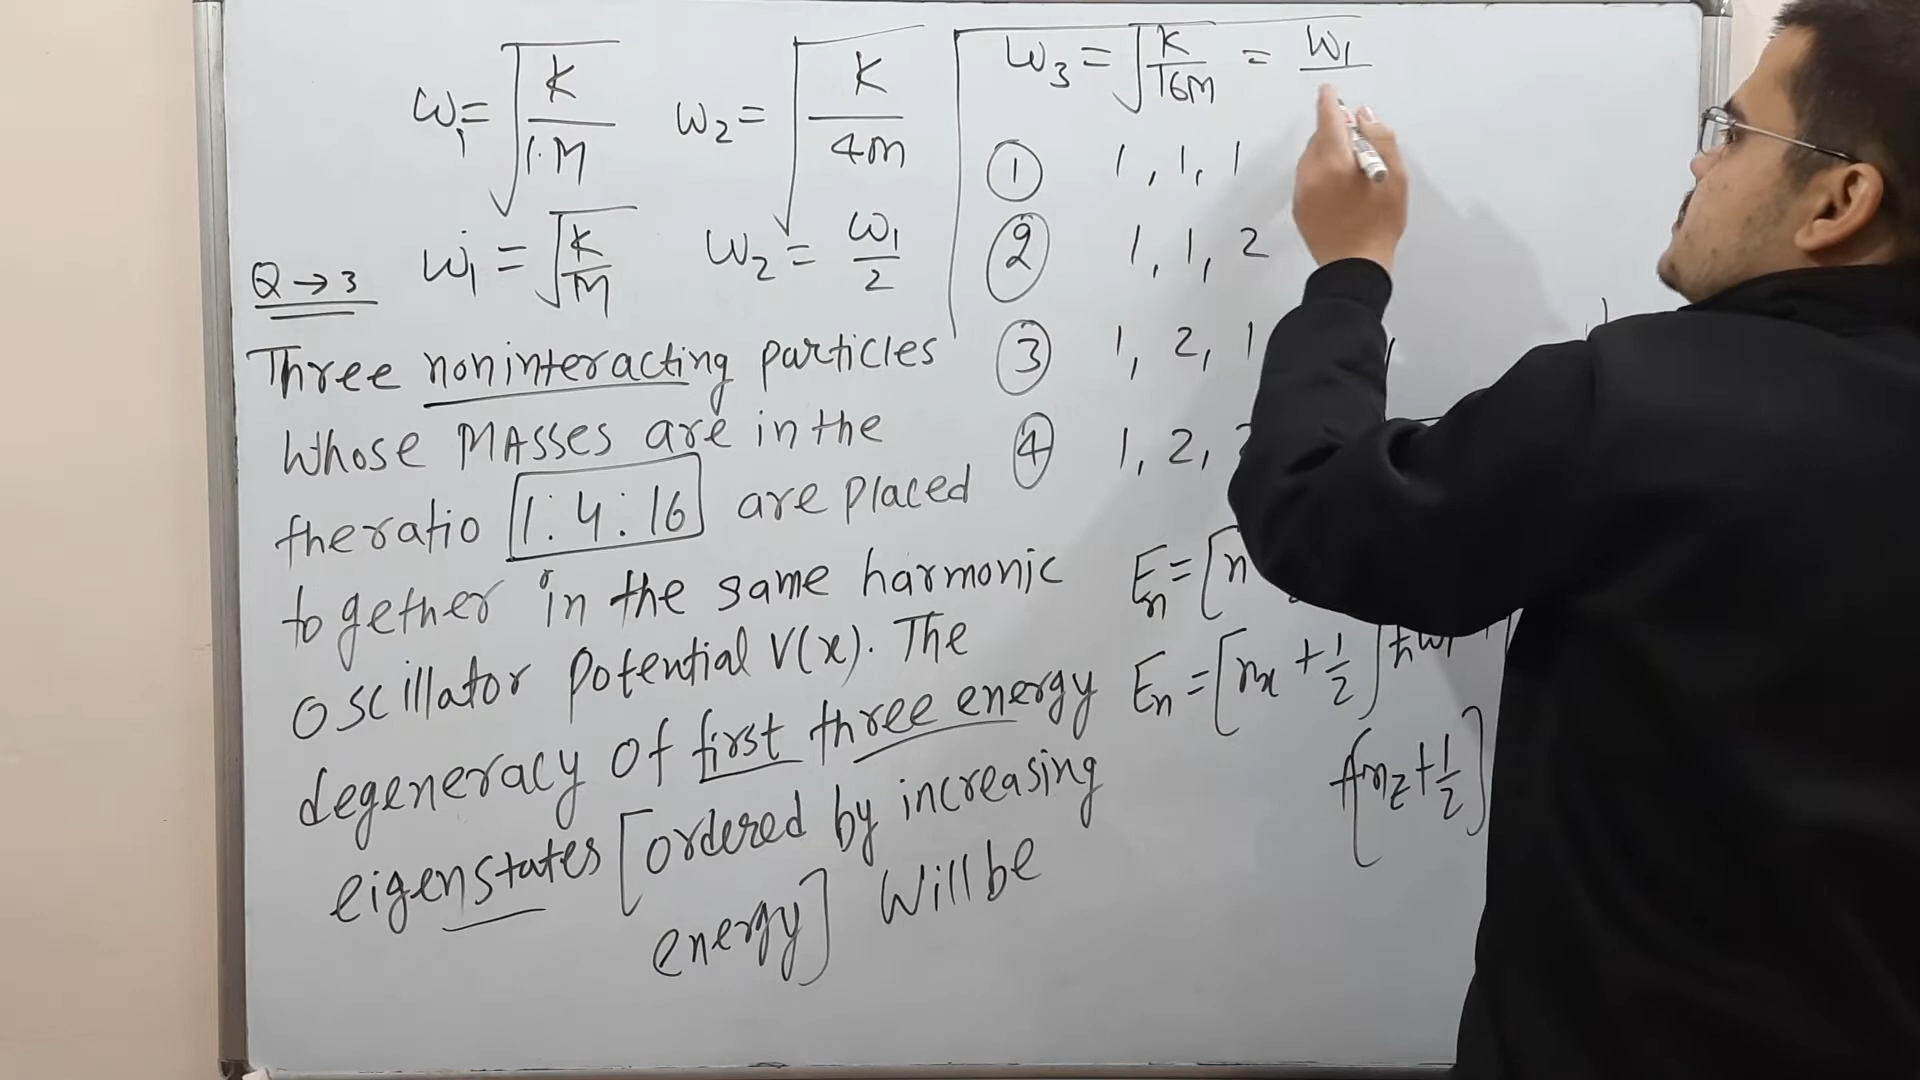 ω₁ = √(K/1.M)
ω₂ = √(K/4m)
ω₃ = √(K/16M) = ω₁
ω₁ = √(K/M)
ω₂ = ω₁/2
① 1, 1, 1
② 1, 1, 2
③ 1, 2, 1
④ 1, 2,
Q → 3
Three noninteracting particles
whose MASSES are in the
the ratio 1:4:16 are placed
together in the same harmonic
oscillator potential V(x). The
degeneracy of first three energy
eigenstates [ordered by increasing
energy] will be
Eₙ = [n
Eₙ = [nx + 1/2] ħω₁ +
+[nz + 1/2]